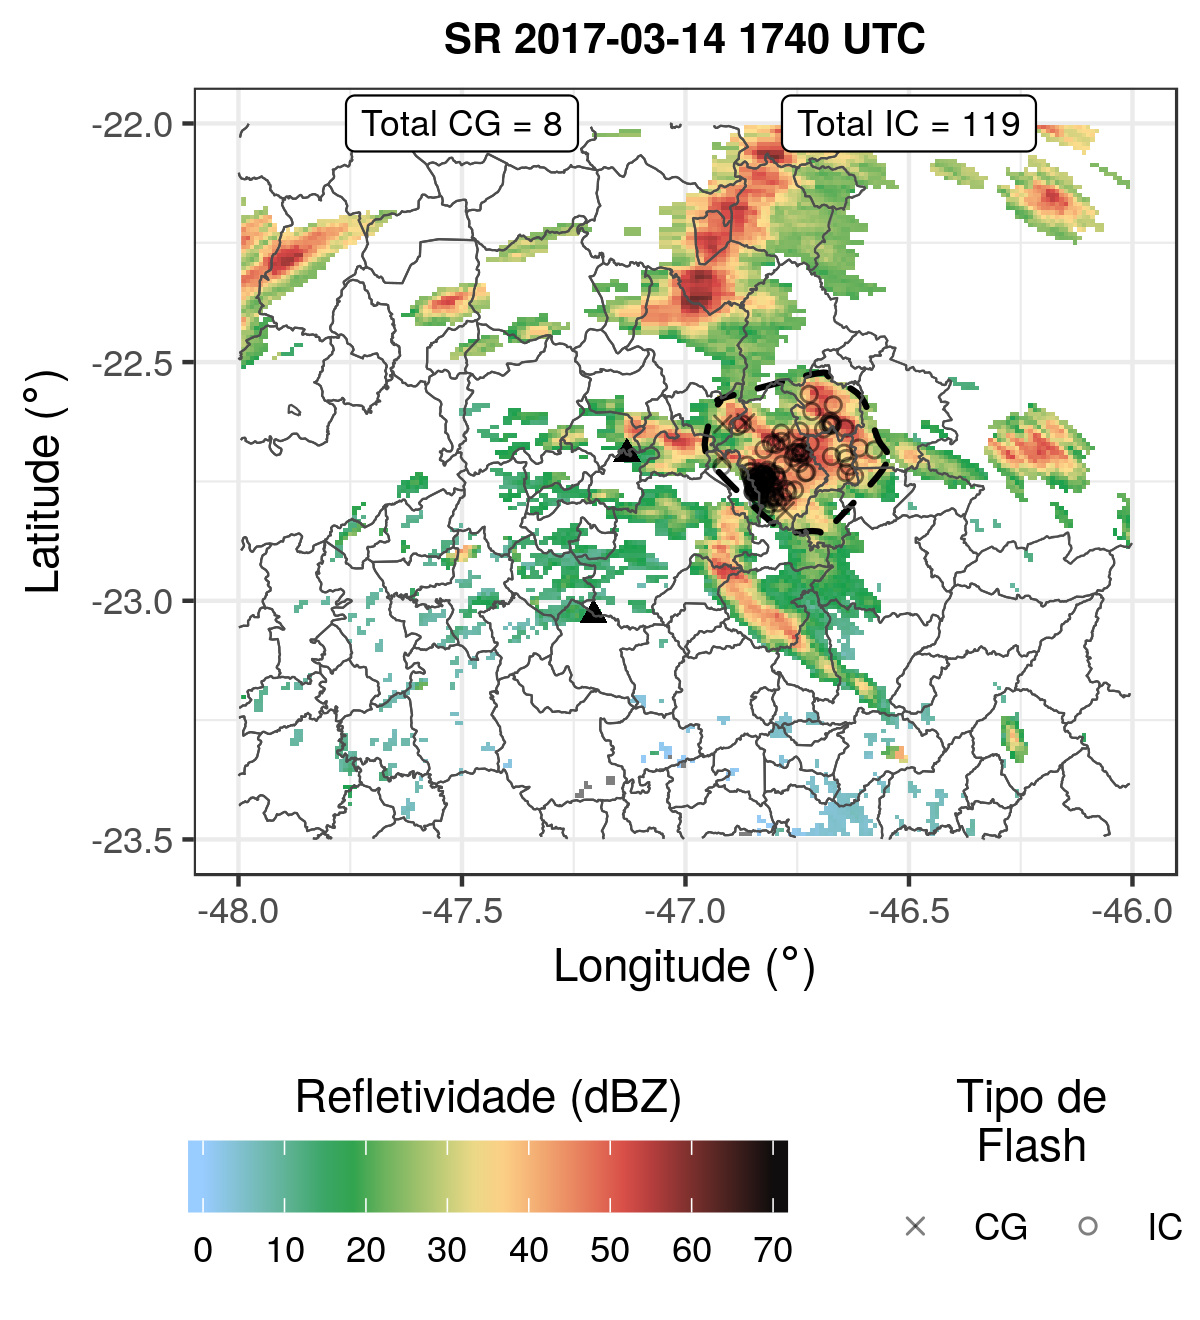 SR 2017-03-14 1740 UTC
Total CG = 8
Total IC = 119
-22.0
-22.5
-23.0
-23.5
Latitude (°)
-48.0
-47.5
-47.0
-46.5
-46.0
Longitude (°)
Refletividade (dBZ)
0 10 20 30 40 50 60 70
Tipo de
Flash
CG
IC